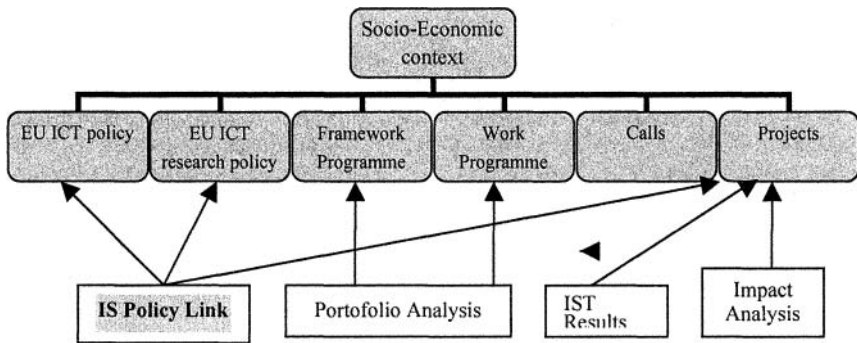 Socio-Economic
context
EU ICT policy
EU ICT
research policy
Framework
Programme
Work
Programme
Calls
Projects
IS Policy Link
Portofolio Analysis
IST
Results
Impact
Analysis